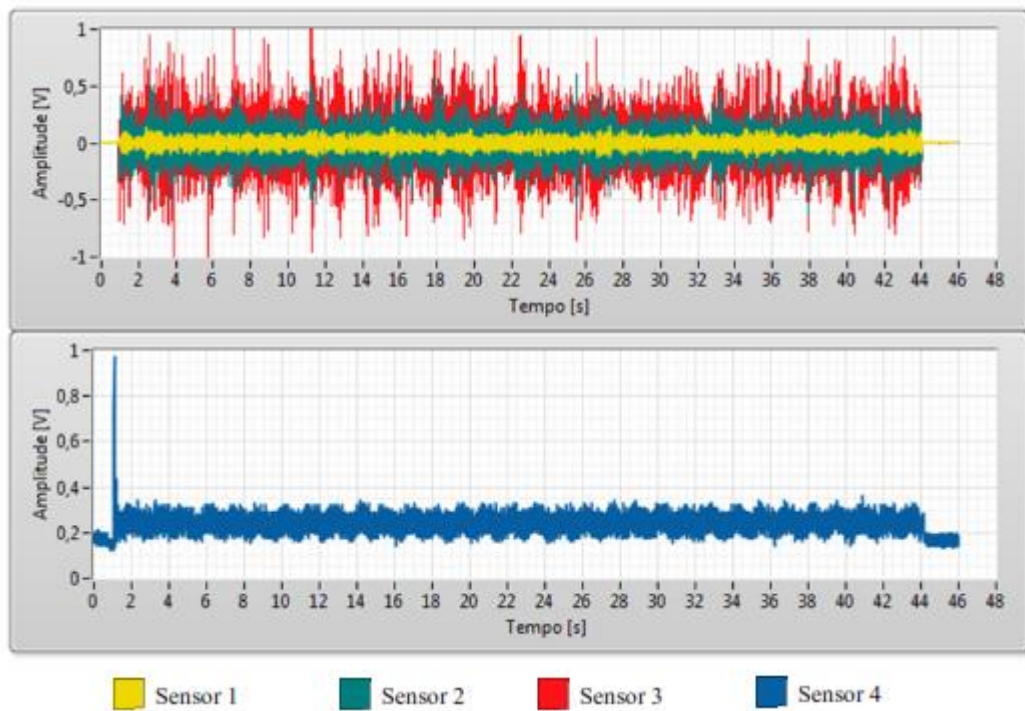 1
0,5
0
-0,5
-1
Amplitude [V]
0 2 4 6 8 10 12 14 16 18 20 22 24 26 28 30 32 34 36 38 40 42 44 46 48
Tempo [s]
1
0,8
0,6
0,4
0,2
0
Amplitude [V]
0 2 4 6 8 10 12 14 16 18 20 22 24 26 28 30 32 34 36 38 40 42 44 46 48
Tempo [s]
Sensor 1 Sensor 2 Sensor 3 Sensor 4